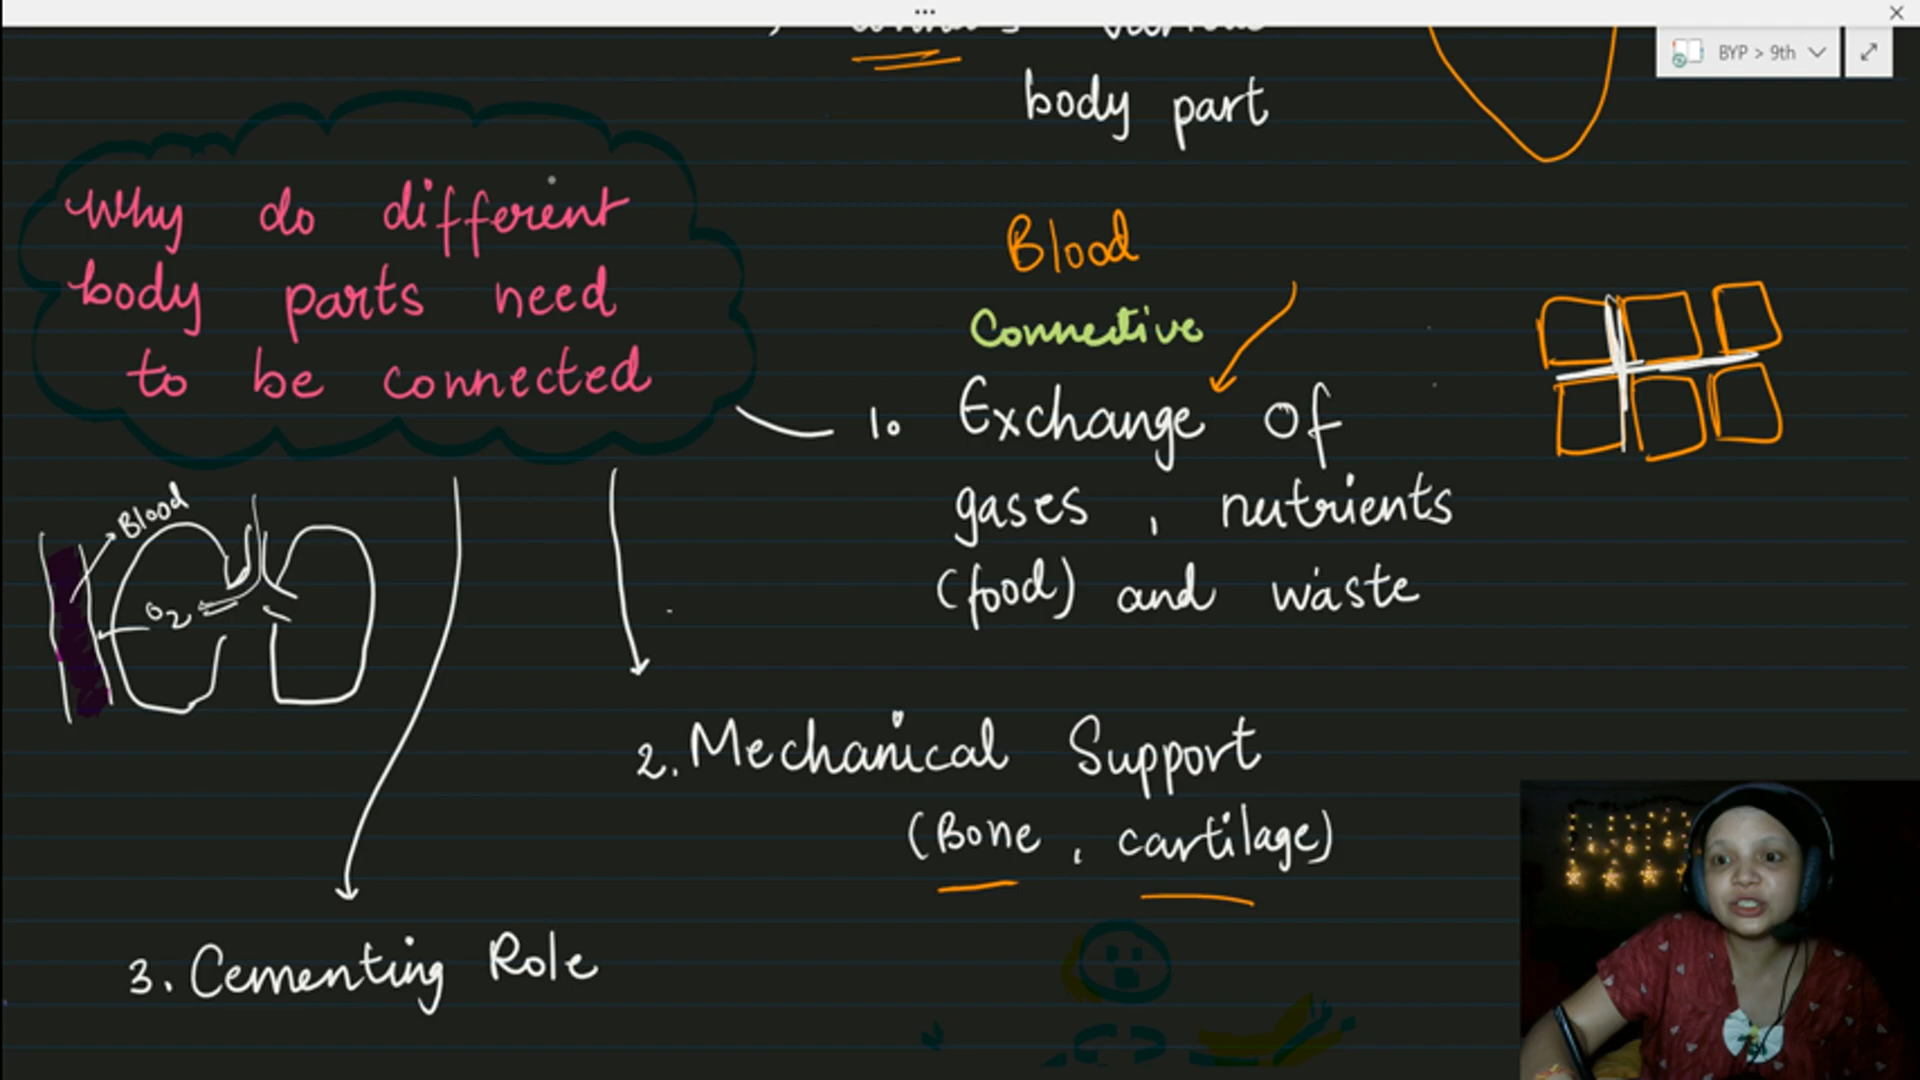 ...
BYP > 9th
body part
Why do different
body parts need
to be connected
Blood
Connective
1. Exchange of
gases, nutrients
(food) and waste
Blood
O2
2. Mechanical Support
(Bone, cartilage)
3. Cementing Role